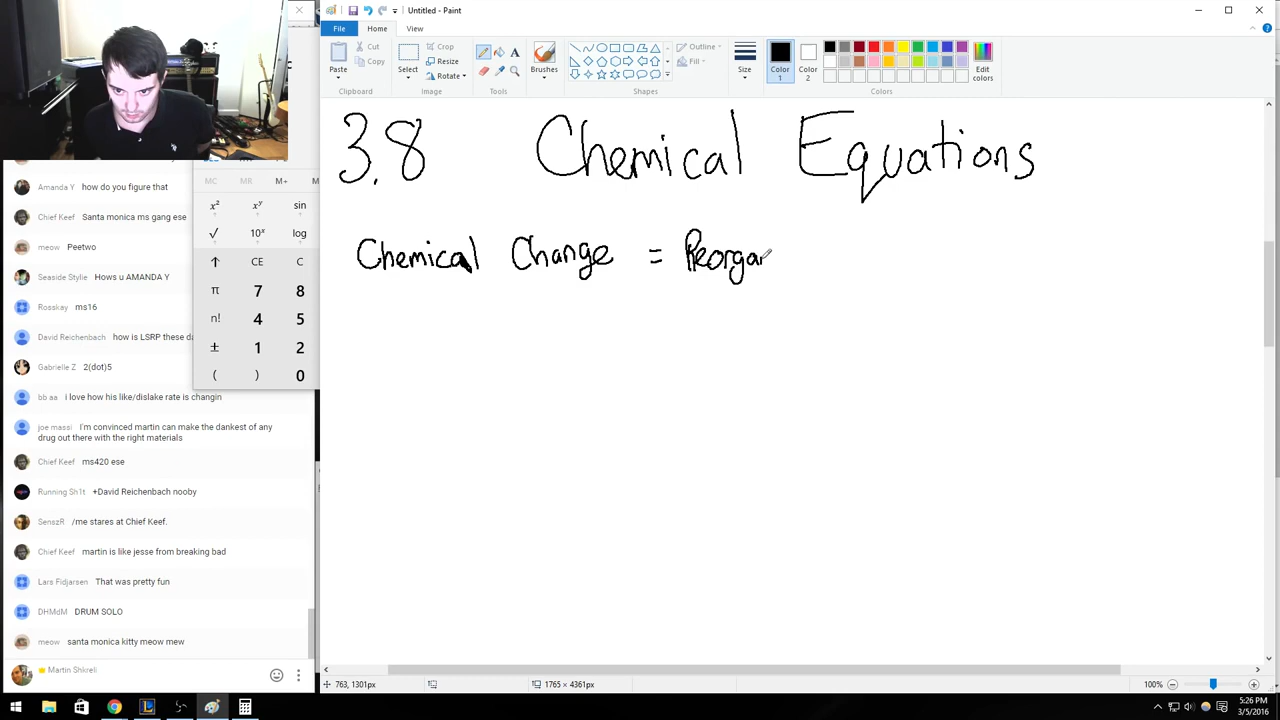 Untitled - Paint
File
Home
View
Paste
Cut
Copy
Clipboard
Select
Crop
Resize
Rotate
Image
Tools
Brushes
Shapes
Outline
Fill
Size
Color 1
Color 2
Edit colors
Colors
3.8 Chemical Equations
Chemical Change = Reorgan
Amanda Y how do you figure that
Chief Keef Santa monica ms gang ese
meow Peetwo
Seaside Stylie Hows u AMANDA Y
Rosskay ms16
David Reichenbach how is LSRP these da
Gabrielle Z 2(dot)5
bb aa i love how his like/dislake rate is changin
joe massi I'm convinced martin can make the dankest of any
drug out there with the right materials
Chief Keef ms420 ese
Running Sh1t +David Reichenbach nooby
SenszR /me stares at Chief Keef.
Chief Keef martin is like jesse from breaking bad
Lars Fidjarsen That was pretty fun
DHMdM DRUM SOLO
meow santa monica kitty meow mew
Martin Shkreli
MC MR M+ M
x² xʸ sin
√ 10ˣ log
↑ CE C
π 7 8
n! 4 5
± 1 2
( ) 0
763, 1301px
1765 × 4361px
100%
5:26 PM
3/5/2016